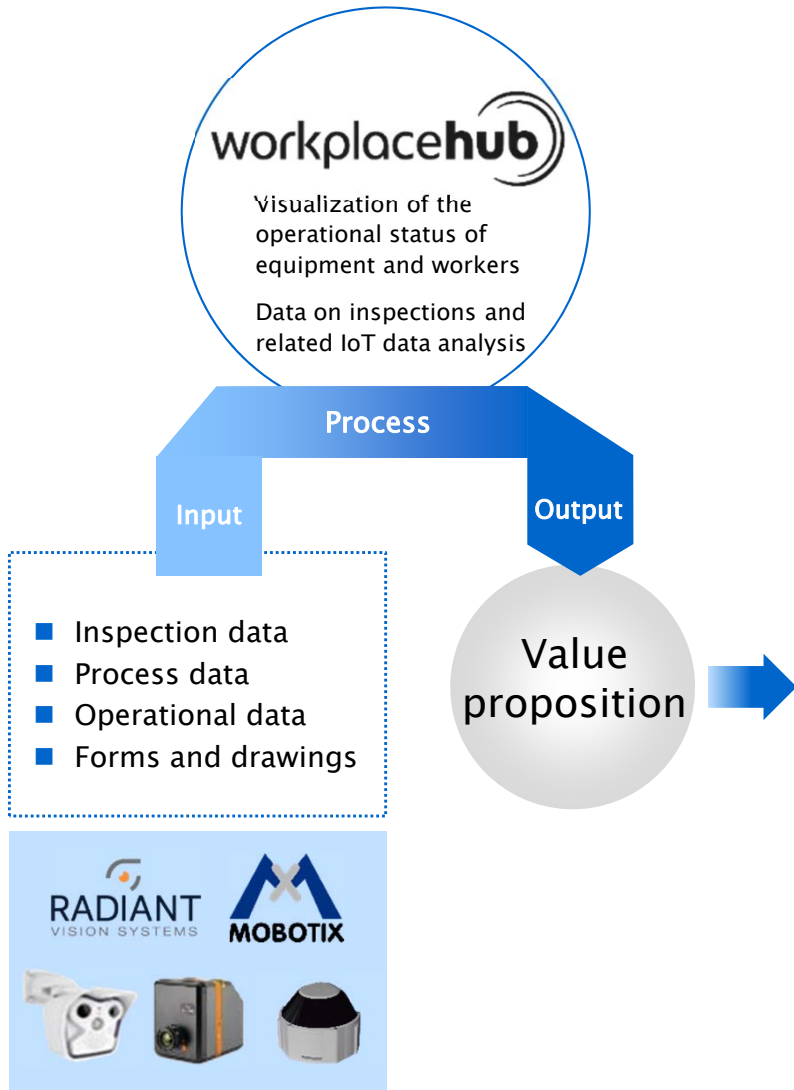 workplacehub
Visualization of the
operational status of
equipment and workers
Data on inspections and
related IoT data analysis
Process
Input
Output
Inspection data
Process data
Operational data
Forms and drawings
Value
proposition
RADIANT
VISION SYSTEMS
MOBOTIX